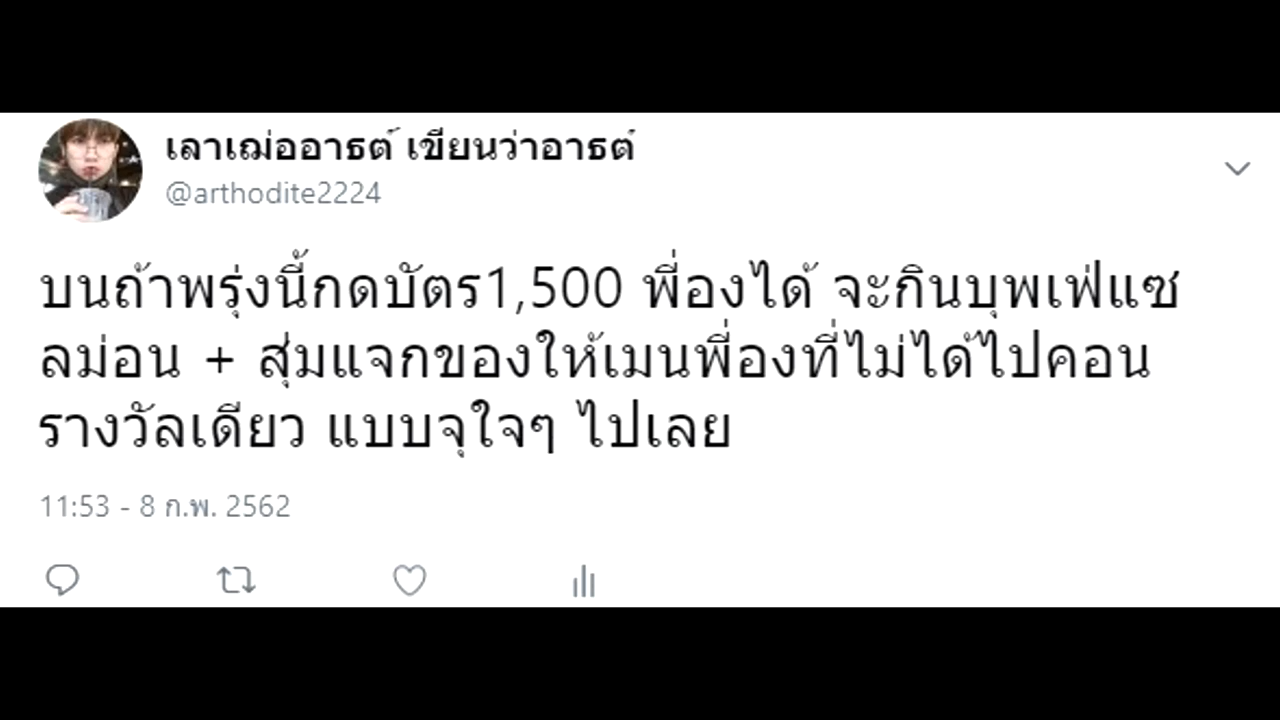 เลาเฌ่ออาธต์ เขียนว่าอาธต์
@arthodite2224
บนถ้าพรุ่งนี้กดบัตร1,500 พี่องได้ จะกินบุพเฟ่แซ
ลม่อน + สุ่มแจกของให้เมนพี่องที่ไม่ได้ไปคอน
รางวัลเดียว แบบจุใจๆ ไปเลย
11:53 - 8 ก.พ. 2562